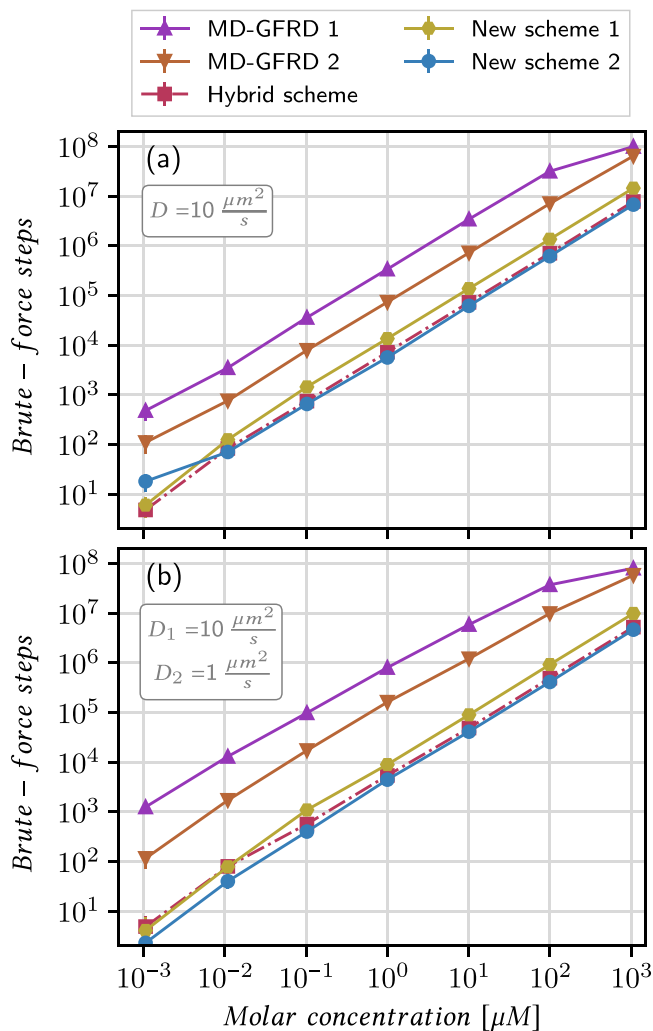 MD-GFRD 1
MD-GFRD 2
Hybrid scheme
New scheme 1
New scheme 2
(a)
D =10 μm²/s
10⁸
10⁷
10⁶
10⁵
10⁴
10³
10²
10¹
Brute − force steps
(b)
D₁ =10 μm²/s
D₂ =1 μm²/s
10⁸
10⁷
10⁶
10⁵
10⁴
10³
10²
10¹
Brute − force steps
10⁻³ 10⁻² 10⁻¹ 10⁰ 10¹ 10² 10³
Molar concentration [μM]